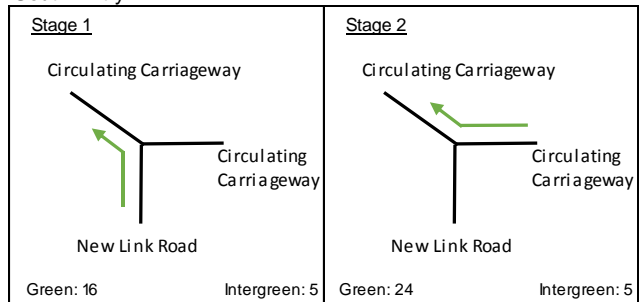 Stage 1
Circulating Carriageway
Circulating
Carriageway
New Link Road
Green: 16 Intergreen: 5
Stage 2
Circulating Carriageway
Circulating
Carriageway
New Link Road
Green: 24 Intergreen: 5